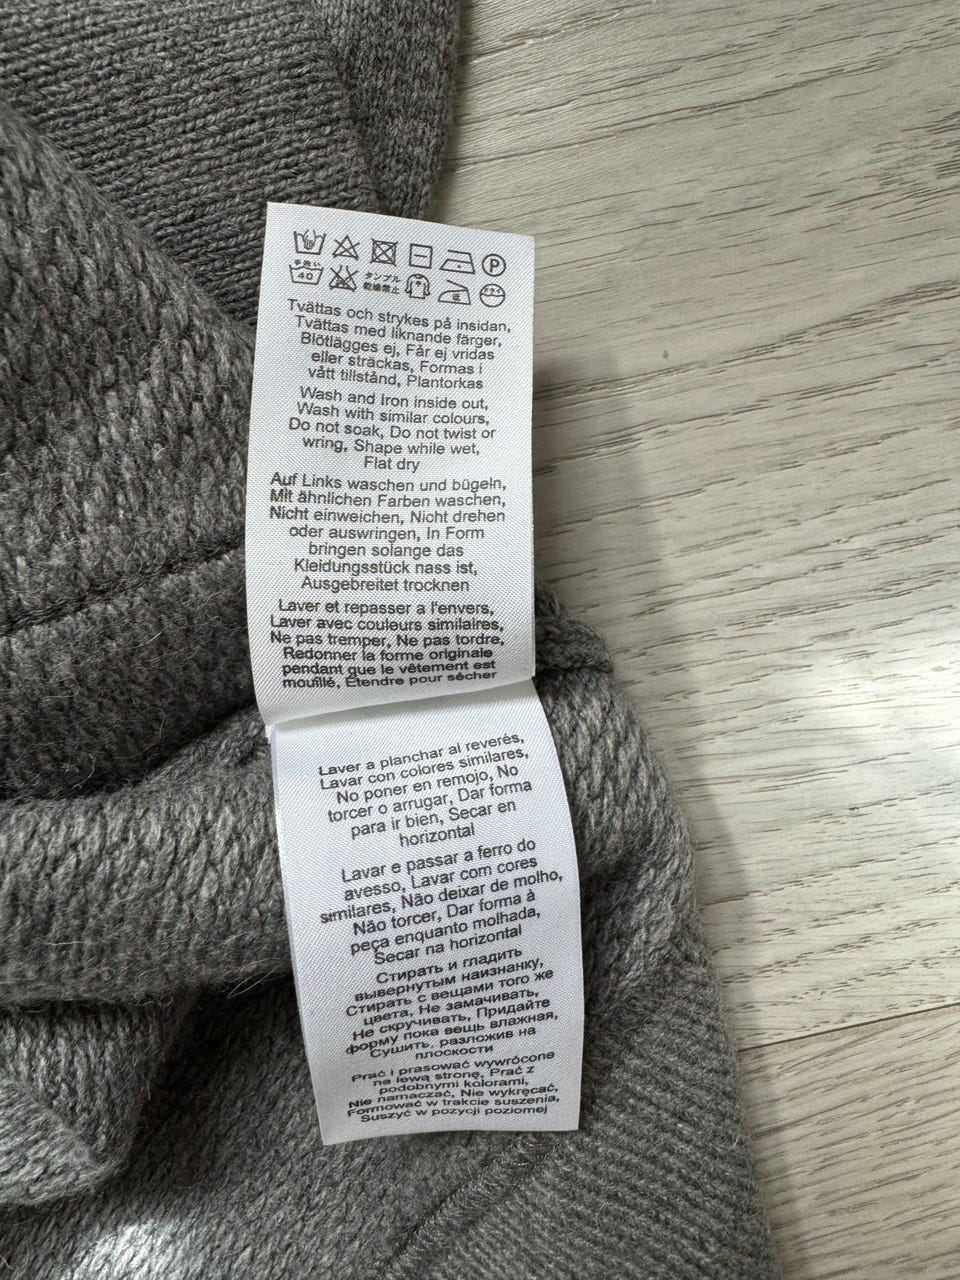 P
手洗い タンブル ドライ
40 乾燥禁止 中
Tvättas och strykes på insidan,
Tvättas med liknande färger,
Blötlägges ej, Får ej vridas
eller sträckas, Formas i
vått tillstånd, Plantorkas
Wash and Iron inside out,
Wash with similar colours,
Do not soak, Do not twist or
wring, Shape while wet,
Flat dry
Auf Links waschen und bügeln,
Mit ähnlichen Farben waschen,
Nicht einweichen, Nicht drehen
oder auswringen, In Form
bringen solange das
Kleidungsstück nass ist,
Ausgebreitet trocknen
Laver et repasser a l'envers,
Laver avec couleurs similaires,
Ne pas tremper, Ne pas tordre,
Redonner la forme originale
pendant que le vêtement est
mouillé, Étendre pour sécher
Laver a planchar al reverés,
Lavar con colores similares,
No poner en remojo, No
torcer o arrugar, Dar forma
para ir bien, Secar en
horizontal
Lavar e passar a ferro do
avesso, Lavar com cores
similares, Não deixar de molho,
Não torcer, Dar forma à
peça enquanto molhada,
Secar na horizontal
Стирать и гладить
вывернутым наизнанку,
Стирать с вещами того же
цвета, Не замачивать,
Не скручивать, Придайте
форму пока вещь влажная,
Сушить, разложив на
плоскости
Prać i prasować wywrócone
na lewą stronę, Prać z
podobnymi kolorami,
Nie namaczać, Nie wykręcać,
Formować w trakcie suszenia,
Suszyć w pozycji poziomej